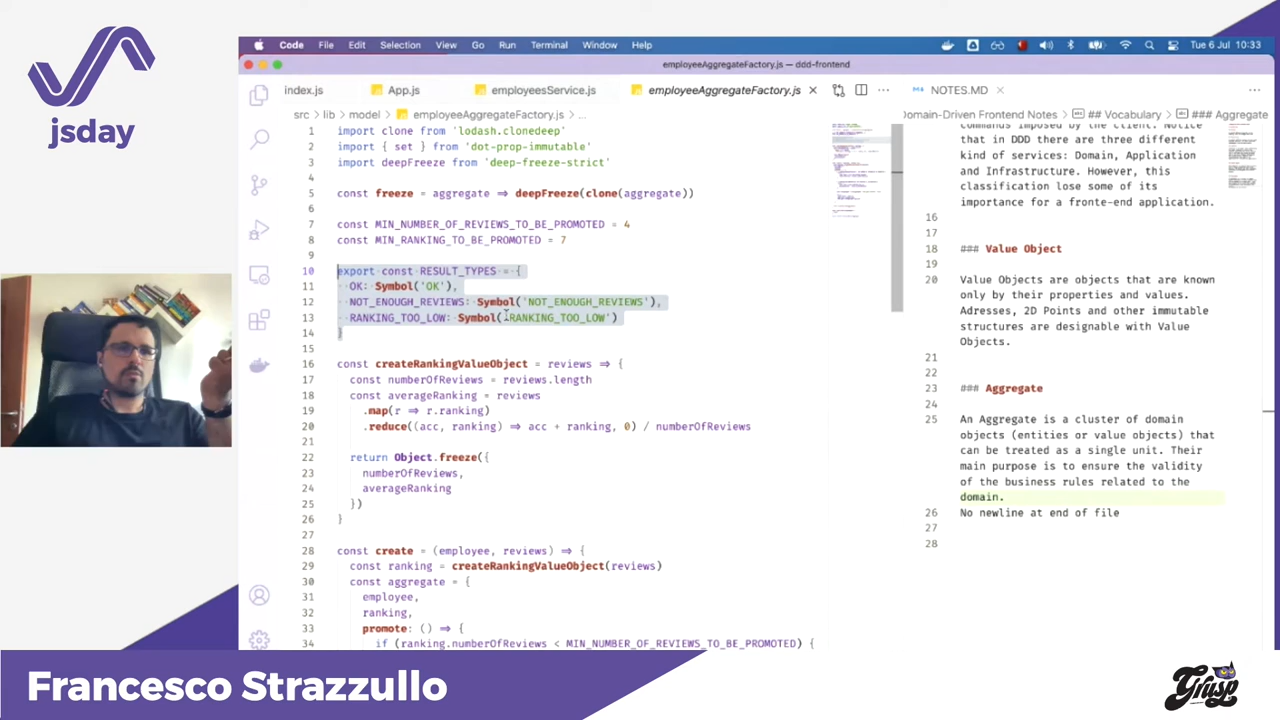 jsday
Code File Edit Selection View Go Run Terminal Window Help
Tue 6 Jul 10:33
employeeAggregateFactory.js — ddd-frontend
index.js App.js employeesService.js employeeAggregateFactory.js NOTES.MD
src > lib > model > employeeAggregateFactory.js > ...
1 import clone from 'lodash.clonedeep'
2 import { set } from 'dot-prop-immutable'
3 import deepFreeze from 'deep-freeze-strict'
4
5 const freeze = aggregate => deepFreeze(clone(aggregate))
6
7 const MIN_NUMBER_OF_REVIEWS_TO_BE_PROMOTED = 4
8 const MIN_RANKING_TO_BE_PROMOTED = 7
9
10 export const RESULT_TYPES = {
11 OK: Symbol('OK'),
12 NOT_ENOUGH_REVIEWS: Symbol('NOT_ENOUGH_REVIEWS'),
13 RANKING_TOO_LOW: Symbol('RANKING_TOO_LOW')
14 }
15
16 const createRankingValueObject = reviews => {
17 const numberOfReviews = reviews.length
18 const averageRanking = reviews
19 .map(r => r.ranking)
20 .reduce((acc, ranking) => acc + ranking, 0) / numberOfReviews
21
22 return Object.freeze({
23 numberOfReviews,
24 averageRanking
25 })
26 }
27
28 const create = (employee, reviews) => {
29 const ranking = createRankingValueObject(reviews)
30 const aggregate = {
31 employee,
32 ranking,
33 promote: () => {
34 if (ranking.numberOfReviews < MIN_NUMBER_OF_REVIEWS_TO_BE_PROMOTED) {
Domain-Driven Frontend Notes > ## Vocabulary > ### Aggregate
commands imposed by the client. Notice
that in DDD there are three different
kind of services: Domain, Application
and Infrastructure. However, this
classification lose some of its
importance for a fronte-end application.
16
17
18 ### Value Object
19
20 Value Objects are objects that are known
only by their properties and values.
Adresses, 2D Points and other immutable
structures are designable with Value
Objects.
21
22
23 ### Aggregate
24
25 An Aggregate is a cluster of domain
objects (entities or value objects) that
can be treated as a single unit. Their
main purpose is to ensure the validity
of the business rules related to the
domain.
26 No newline at end of file
27
28
Francesco Strazzullo
Grusp